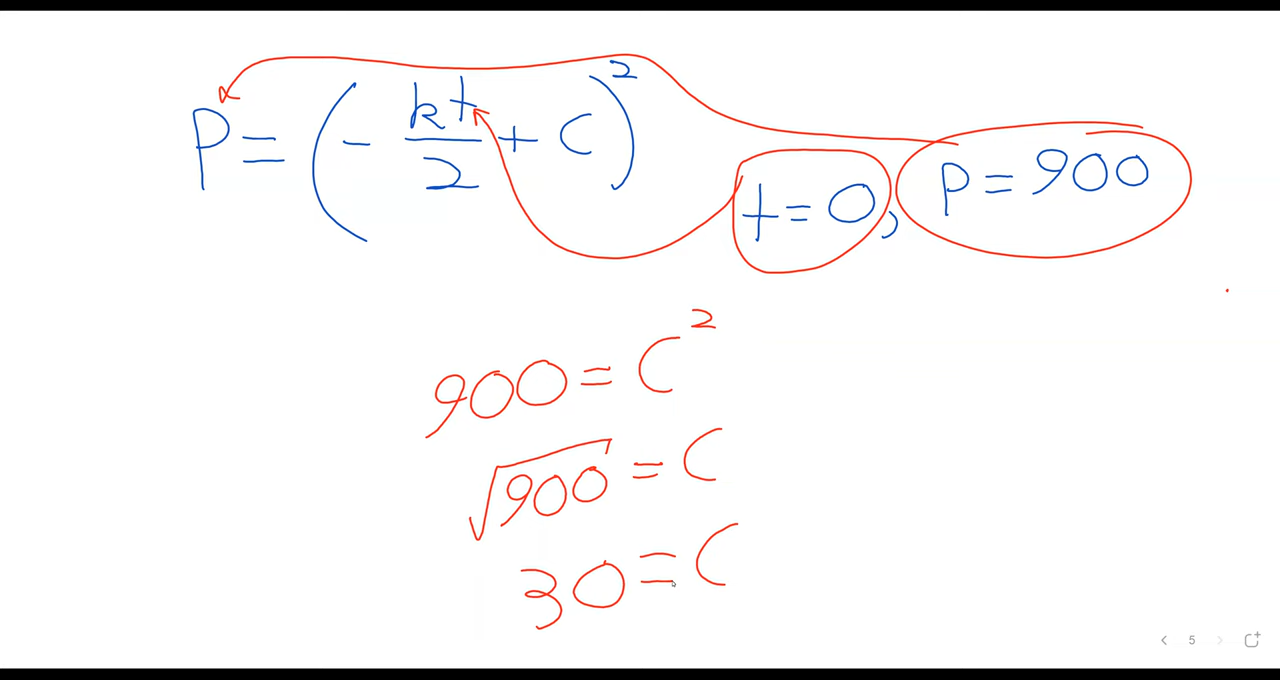 P = (- kt/2 + C)²
t = 0, P = 900
900 = C²
√900 = C
30 = C
< 5 >